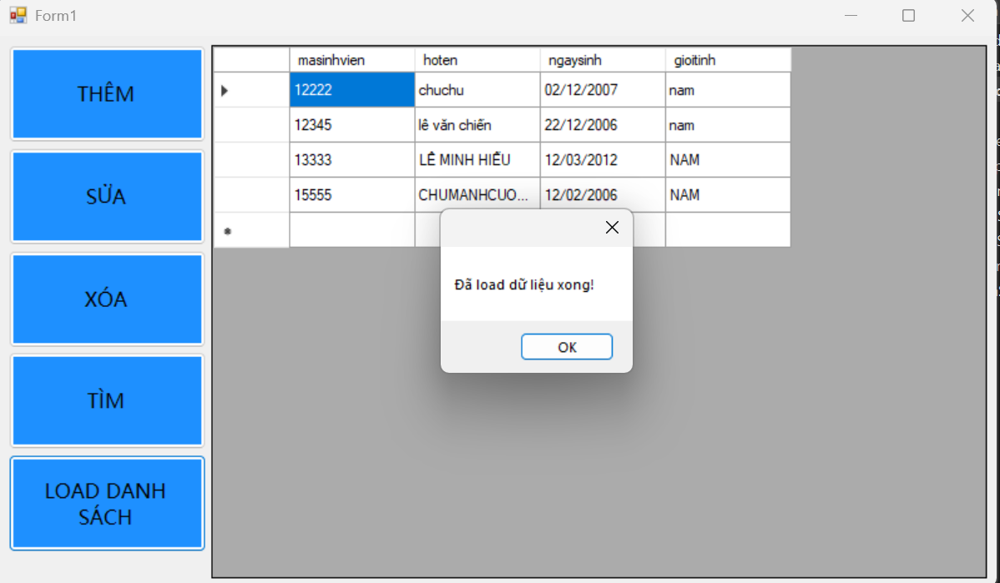 Form1
THÊM
SỬA
XÓA
TÌM
LOAD DANH
SÁCH
masinhvien hoten ngaysinh gioitinh
12222 chuchu 02/12/2007 nam
12345 lê văn chiến 22/12/2006 nam
13333 LÊ MINH HIẾU 12/03/2012 NAM
15555 CHUMANHCUO... 12/02/2006 NAM
Đã load dữ liệu xong!
OK